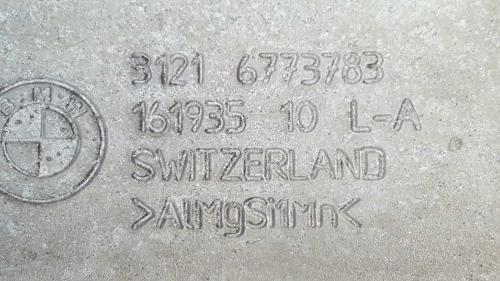 3121 6773783
BMW
161935 10 L-A
SWITZERLAND
>AlMgSi1Mn<